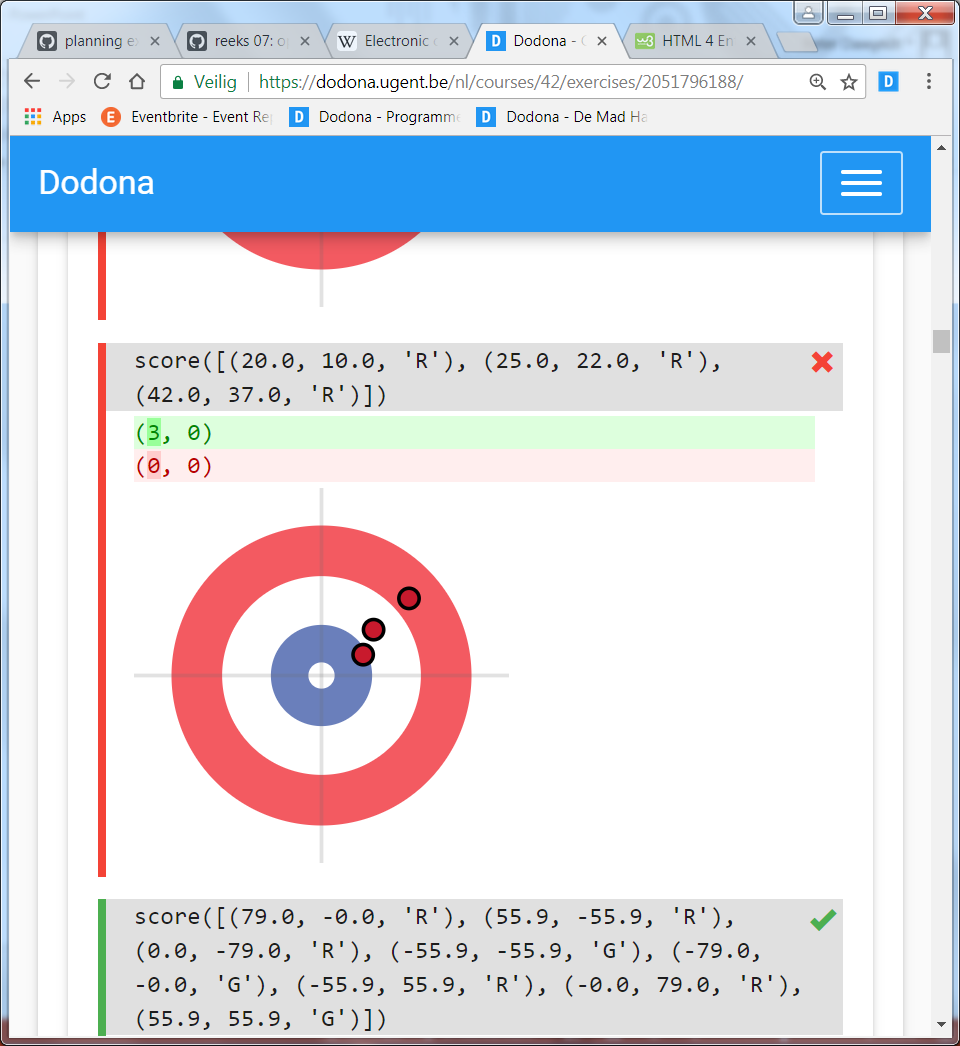 planning e
reeks 07: o
Electronic
Dodona -
HTML 4 En
Veilig
https://dodona.ugent.be/nl/courses/42/exercises/2051796188/
D
Apps
E
Eventbrite - Event Re
D
Dodona - Programme
D
Dodona - De Mad Ha
Dodona
score([(20.0, 10.0, 'R'), (25.0, 22.0, 'R'),
(42.0, 37.0, 'R')])
(3, 0)
(0, 0)
score([(79.0, -0.0, 'R'), (55.9, -55.9, 'R'),
(0.0, -79.0, 'R'), (-55.9, -55.9, 'G'), (-79.0,
-0.0, 'G'), (-55.9, 55.9, 'R'), (-0.0, 79.0, 'R'),
(55.9, 55.9, 'G')])